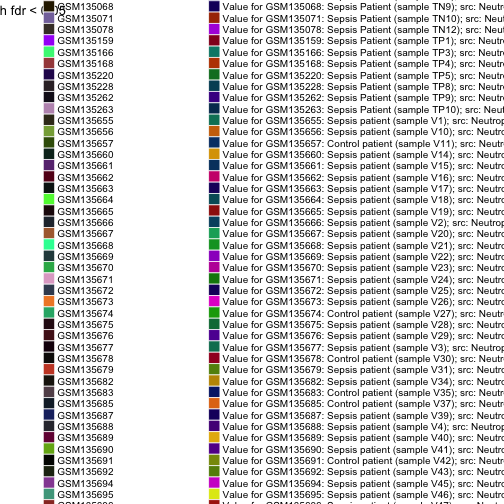 h fdr < 0.05
GSM135068 Value for GSM135068: Sepsis Patient (sample TN9); src: Neutr
GSM135071 Value for GSM135071: Sepsis Patient (sample TN10); src: Neut
GSM135078 Value for GSM135078: Sepsis Patient (sample TN12); src: Neut
GSM135159 Value for GSM135159: Sepsis patient (sample TP1); src: Neutr
GSM135166 Value for GSM135166: Sepsis patient (sample TP3); src: Neutr
GSM135168 Value for GSM135168: Sepsis patient (sample TP4); src: Neutr
GSM135220 Value for GSM135220: Sepsis patient (sample TP5); src: Neutr
GSM135228 Value for GSM135228: Sepsis patient (sample TP8); src: Neutr
GSM135262 Value for GSM135262: Sepsis patient (sample TP9); src: Neutr
GSM135263 Value for GSM135263: Sepsis patient (sample TP10); src: Neut
GSM135655 Value for GSM135655: Sepsis patient (sample V1); src: Neutrop
GSM135656 Value for GSM135656: Sepsis patient (sample V10); src: Neutro
GSM135657 Value for GSM135657: Control patient (sample V11); src: Neutr
GSM135660 Value for GSM135660: Sepsis patient (sample V14); src: Neutro
GSM135661 Value for GSM135661: Sepsis patient (sample V15); src: Neutro
GSM135662 Value for GSM135662: Sepsis patient (sample V16); src: Neutro
GSM135663 Value for GSM135663: Sepsis patient (sample V17); src: Neutro
GSM135664 Value for GSM135664: Sepsis patient (sample V18); src: Neutro
GSM135665 Value for GSM135665: Sepsis patient (sample V19); src: Neutro
GSM135666 Value for GSM135666: Sepsis patient (sample V2); src: Neutrop
GSM135667 Value for GSM135667: Sepsis patient (sample V20); src: Neutro
GSM135668 Value for GSM135668: Sepsis patient (sample V21); src: Neutro
GSM135669 Value for GSM135669: Sepsis patient (sample V22); src: Neutro
GSM135670 Value for GSM135670: Sepsis patient (sample V23); src: Neutro
GSM135671 Value for GSM135671: Sepsis patient (sample V24); src: Neutro
GSM135672 Value for GSM135672: Sepsis patient (sample V25); src: Neutro
GSM135673 Value for GSM135673: Sepsis patient (sample V26); src: Neutro
GSM135674 Value for GSM135674: Control patient (sample V27); src: Neutr
GSM135675 Value for GSM135675: Sepsis patient (sample V28); src: Neutro
GSM135676 Value for GSM135676: Sepsis patient (sample V29); src: Neutro
GSM135677 Value for GSM135677: Sepsis patient (sample V3); src: Neutrop
GSM135678 Value for GSM135678: Control patient (sample V30); src: Neutr
GSM135679 Value for GSM135679: Sepsis patient (sample V31); src: Neutro
GSM135682 Value for GSM135682: Sepsis patient (sample V34); src: Neutro
GSM135683 Value for GSM135683: Control patient (sample V35); src: Neutr
GSM135685 Value for GSM135685: Control patient (sample V37); src: Neutr
GSM135687 Value for GSM135687: Sepsis patient (sample V39); src: Neutro
GSM135688 Value for GSM135688: Sepsis patient (sample V4); src: Neutrop
GSM135689 Value for GSM135689: Sepsis patient (sample V40); src: Neutro
GSM135690 Value for GSM135690: Sepsis patient (sample V41); src: Neutro
GSM135691 Value for GSM135691: Control patient (sample V42); src: Neutr
GSM135692 Value for GSM135692: Sepsis patient (sample V43); src: Neutro
GSM135694 Value for GSM135694: Sepsis patient (sample V45); src: Neutro
GSM135695 Value for GSM135695: Sepsis patient (sample V46); src: Neutro